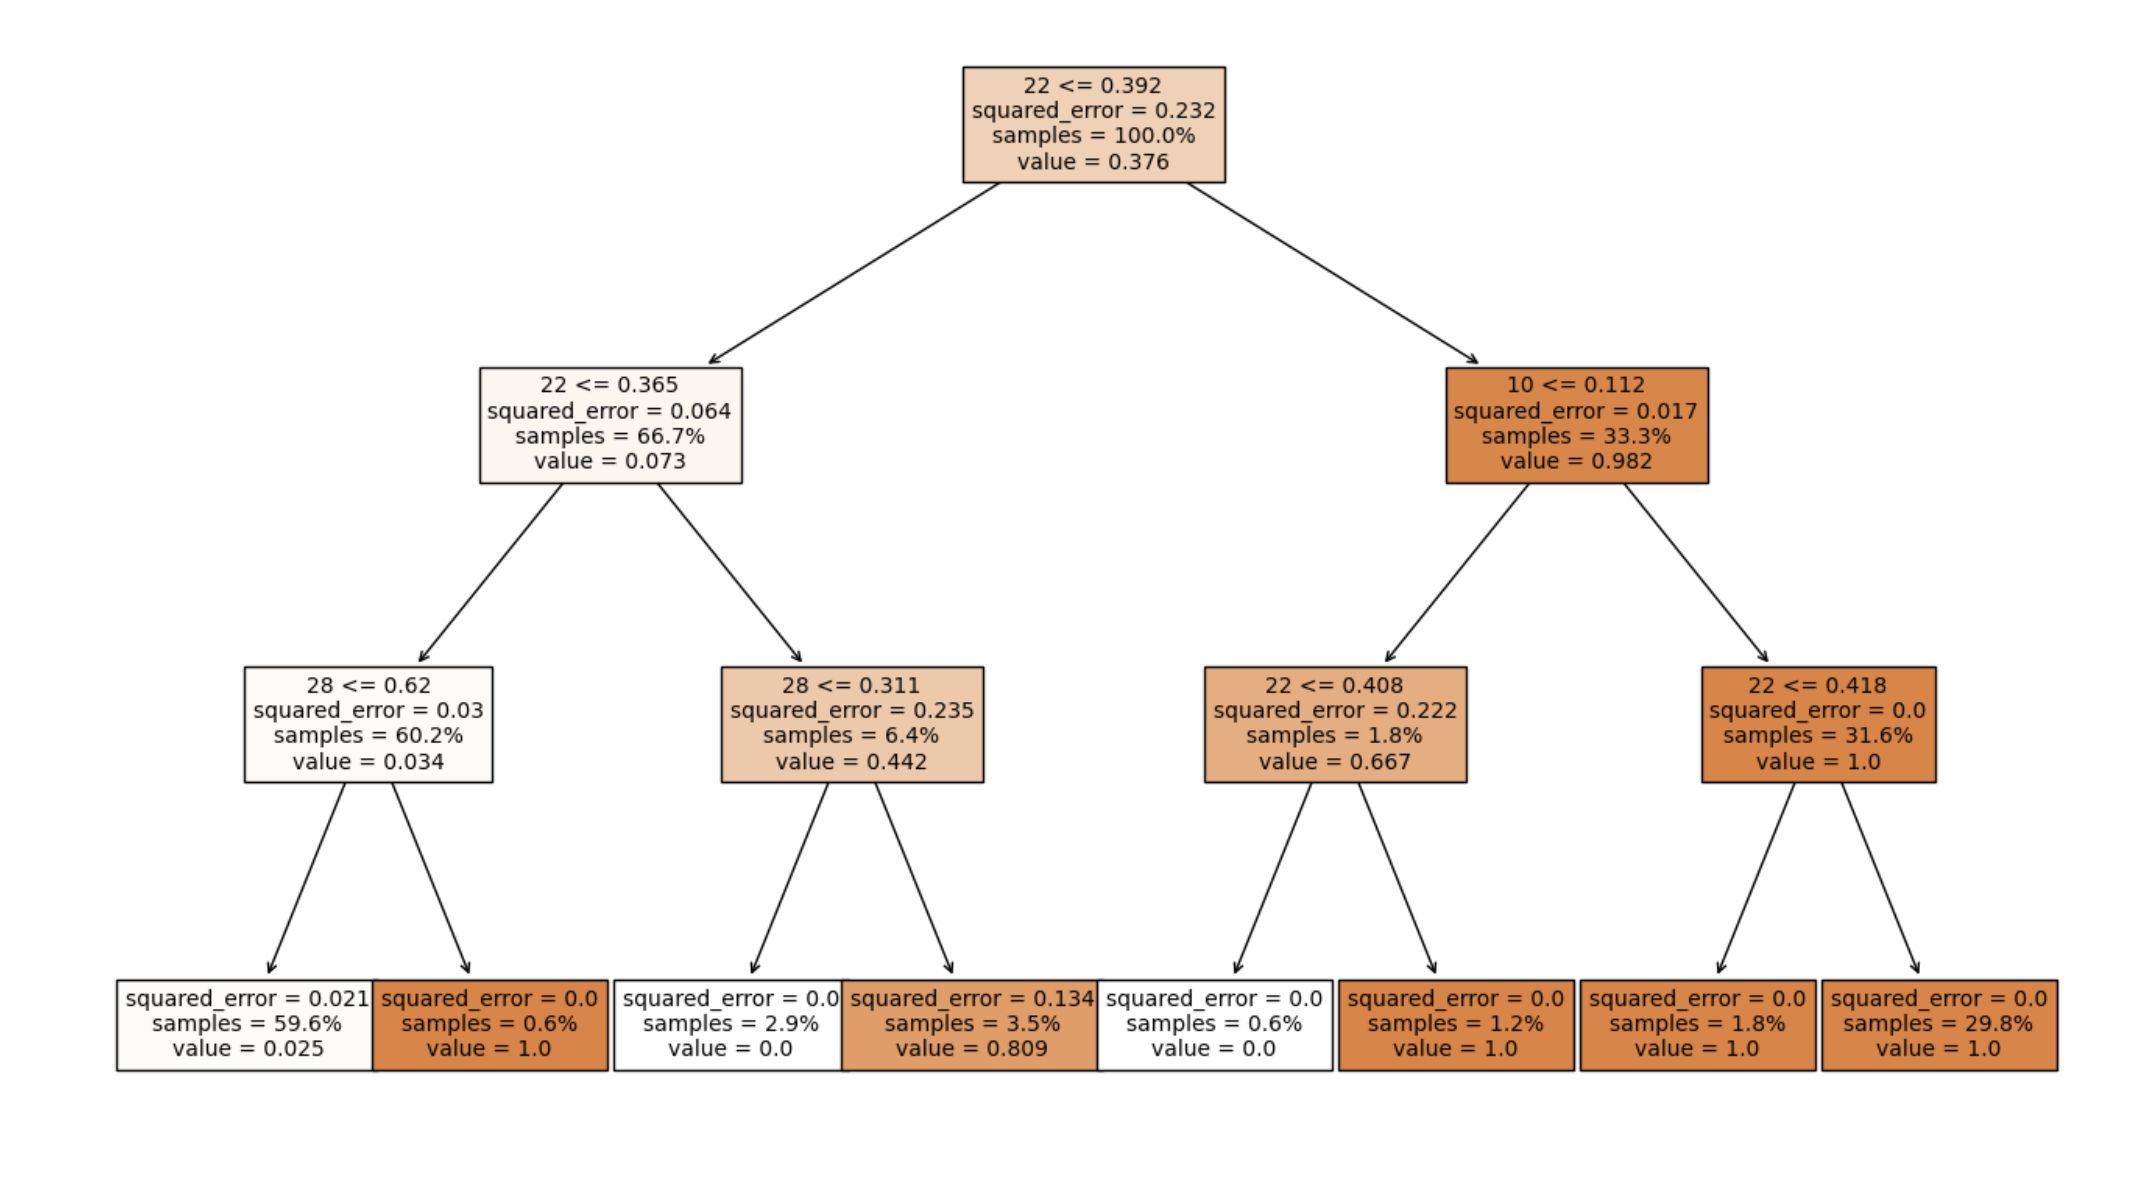 22 <= 0.392
squared_error = 0.232
samples = 100.0%
value = 0.376
22 <= 0.365
squared_error = 0.064
samples = 66.7%
value = 0.073
10 <= 0.112
squared_error = 0.017
samples = 33.3%
value = 0.982
28 <= 0.62
squared_error = 0.03
samples = 60.2%
value = 0.034
28 <= 0.311
squared_error = 0.235
samples = 6.4%
value = 0.442
22 <= 0.408
squared_error = 0.222
samples = 1.8%
value = 0.667
22 <= 0.418
squared_error = 0.0
samples = 31.6%
value = 1.0
squared_error = 0.021
samples = 59.6%
value = 0.025
squared_error = 0.0
samples = 0.6%
value = 1.0
squared_error = 0.0
samples = 2.9%
value = 0.0
squared_error = 0.134
samples = 3.5%
value = 0.809
squared_error = 0.0
samples = 0.6%
value = 0.0
squared_error = 0.0
samples = 1.2%
value = 1.0
squared_error = 0.0
samples = 1.8%
value = 1.0
squared_error = 0.0
samples = 29.8%
value = 1.0